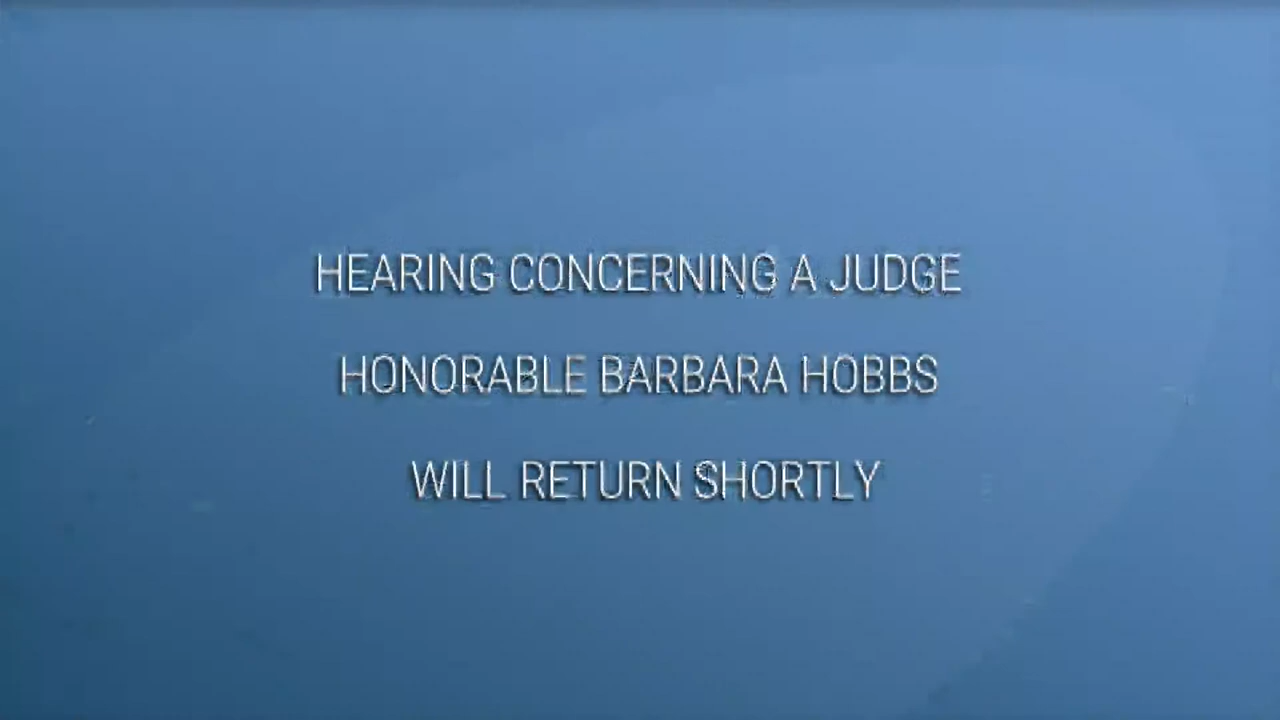 HEARING CONCERNING A JUDGE
HONORABLE BARBARA HOBBS
WILL RETURN SHORTLY